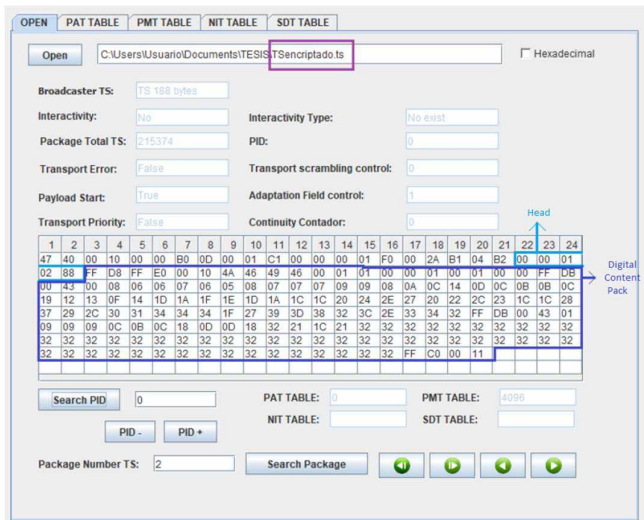 OPEN PAT TABLE PMT TABLE NIT TABLE SDT TABLE
Open C:\Users\Usuario\Documents\TESIS\TSencriptado.ts Hexadecimal
Broadcaster TS: TS 188 bytes
Interactivity: No Interactivity Type: No exist
Package Total TS: 215374 PID: 0
Transport Error: False Transport scrambling control: 0
Payload Start: True Adaptation Field control: 1
Transport Priority: False Continuity Contador: 0
Head
1 2 3 4 5 6 7 8 9 10 11 12 13 14 15 16 17 18 19 20 21 22 23 24
47 40 00 10 00 00 B0 0D 00 01 C1 00 00 00 01 F0 00 2A B1 04 B2 00 00 01
02 88 FF D8 FF E0 00 10 4A 46 49 46 00 01 01 00 00 01 00 01 00 00 FF DB
00 43 00 08 06 06 07 06 05 08 07 07 07 09 09 08 0A 0C 14 0D 0C 0B 0B 0C
19 12 13 0F 14 1D 1A 1F 1E 1D 1A 1C 1C 20 24 2E 27 20 22 2C 23 1C 1C 28
37 29 2C 30 31 34 34 34 1F 27 39 3D 38 32 3C 2E 33 34 32 FF DB 00 43 01
09 09 09 0C 0B 0C 18 0D 0D 18 32 21 1C 21 32 32 32 32 32 32 32 32 32 32
32 32 32 32 32 32 32 32 32 32 32 32 32 32 32 32 32 32 32 32 32 32 32 32
32 32 32 32 32 32 32 32 32 32 32 32 32 32 32 32 FF C0 00 11
Digital
Content
Pack
Search PID 0 PAT TABLE: 0 PMT TABLE: 4096
NIT TABLE: SDT TABLE:
PID - PID +
Package Number TS: 2 Search Package